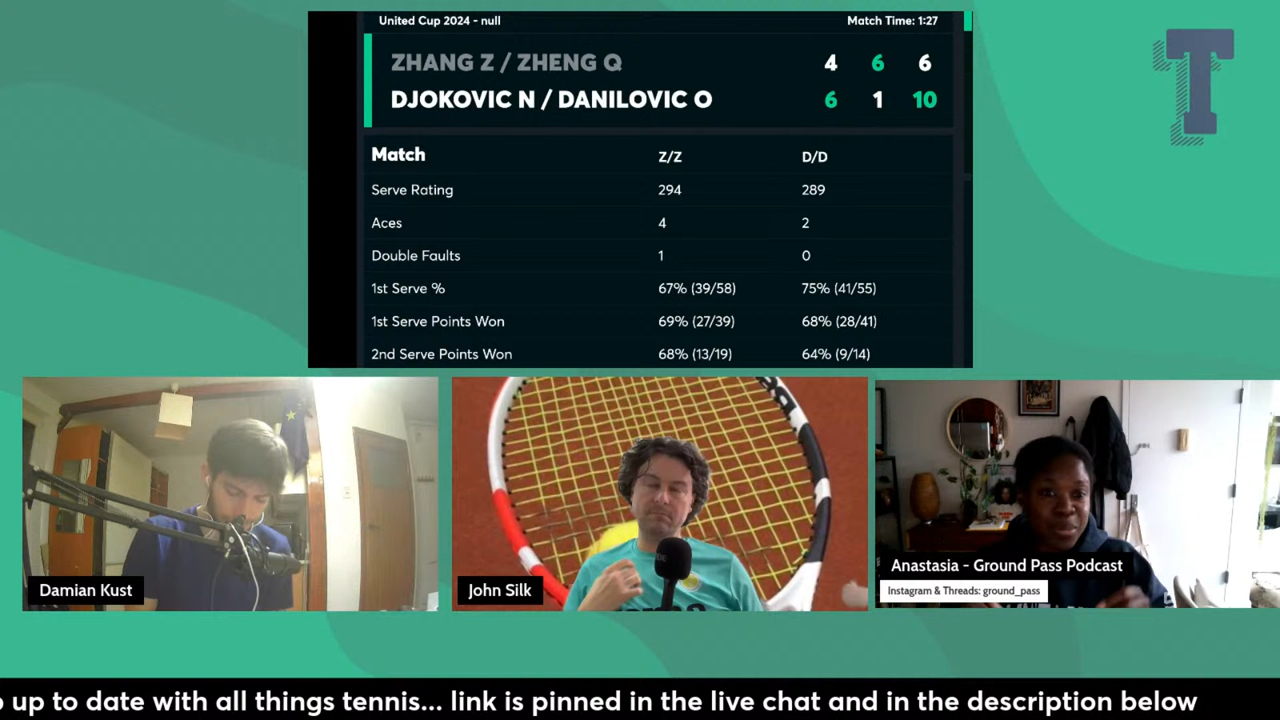 United Cup 2024 - null Match Time: 1:27
ZHANG Z / ZHENG Q 4 6 6
DJOKOVIC N / DANILOVIC O 6 1 10
Match Z/Z D/D
Serve Rating 294 289
Aces 4 2
Double Faults 1 0
1st Serve % 67% (39/58) 75% (41/55)
1st Serve Points Won 69% (27/39) 68% (28/41)
2nd Serve Points Won 68% (13/19) 64% (9/14)
T
Damian Kust
John Silk
Anastasia - Ground Pass Podcast
Instagram & Threads: ground_pass
up to date with all things tennis... link is pinned in the live chat and in the description below